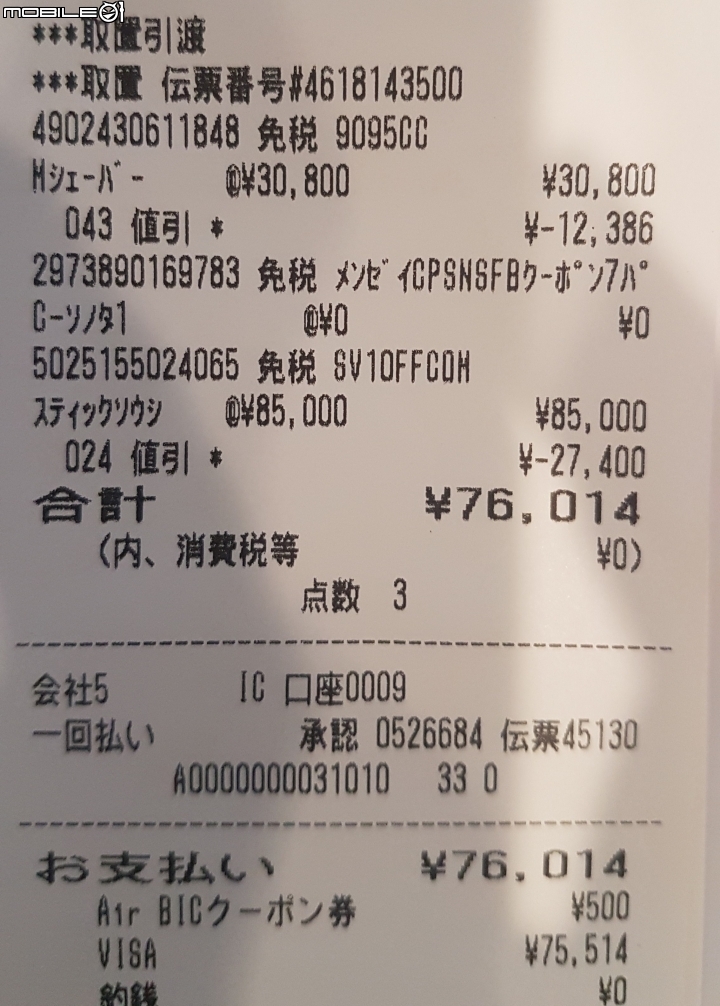 MOBILE01
***取置引渡
***取置 伝票番号#4618143500
4902430611848 免税 9095CC
Mシェーバー @¥30,800 ¥30,800
043 値引 * ¥-12,386
2973890169783 免税 メンゼイCPSNSFBクーポン7パ
C-ソノタ1 @¥0 ¥0
5025155024065 免税 SV10FFCOM
スティックソウシ @¥85,000 ¥85,000
024 値引 * ¥-27,400
合計 ¥76,014
(内、消費税等 ¥0)
点数 3
会社5 IC 口座0009
一回払い 承認 0526684 伝票45130
A0000000031010 33 0
お支払い ¥76,014
Air BICクーポン券 ¥500
VISA ¥75,514
釣銭 ¥0